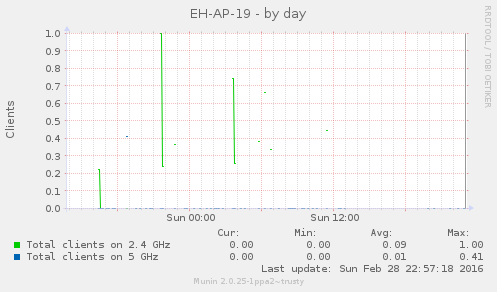 EH-AP-19 - by day
RRDTOOL / TOBI OETIKER
Clients
1.0
0.9
0.8
0.7
0.6
0.5
0.4
0.3
0.2
0.1
0.0
Sun 00:00 Sun 12:00
Cur: Min: Avg: Max:
Total clients on 2.4 GHz 0.00 0.00 0.09 1.00
Total clients on 5 GHz 0.00 0.00 0.01 0.41
Last update: Sun Feb 28 22:57:18 2016
Munin 2.0.25-1ppa2~trusty